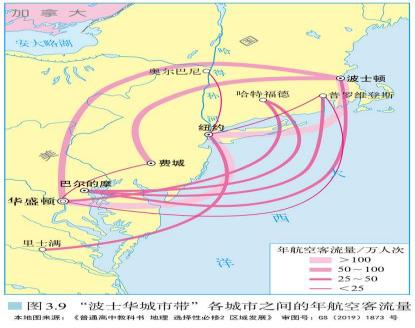 加拿大
安大略湖
奥尔巴尼
国
波士顿
哈特福德
普罗维登斯
纽约
美
费城
巴尔的摩
华盛顿
大
西
里士满
洋
年航空客流量/万人次
>100
50~100
25~50
<25
图3.9 “波士华城市带”各城市之间的年航空客流量
本地图来源：《普通高中教科书 地理 选择性必修2 区域发展》 审图号：GS（2019）1873 号